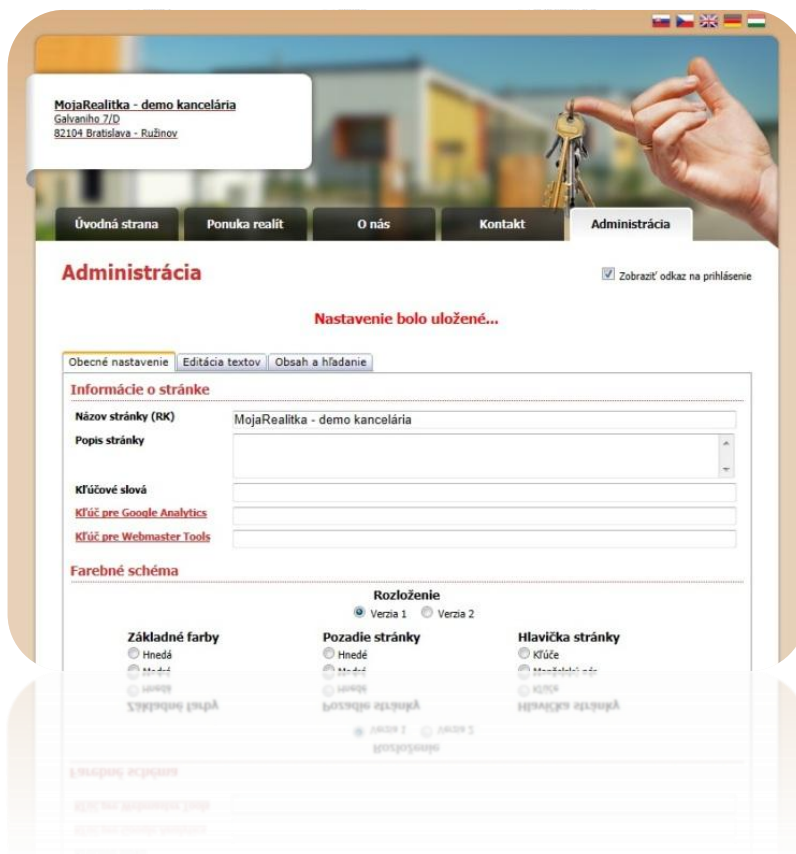 MojaRealitka - demo kancelária
Galvaniho 7/D
82104 Bratislava - Ružinov
Úvodná strana Ponuka realít O nás Kontakt Administrácia
Administrácia
Zobraziť odkaz na prihlásenie
Nastavenie bolo uložené...
Obecné nastavenie Editácia textov Obsah a hľadanie
Informácie o stránke
Názov stránky (RK) MojaRealitka - demo kancelária
Popis stránky
Kľúčové slová
Kľúč pre Google Analytics
Kľúč pre Webmaster Tools
Farebné schéma
Rozloženie
Verzia 1 Verzia 2
Základné farby Pozadie stránky Hlavička stránky
Hnedá Hnedé Kľúče